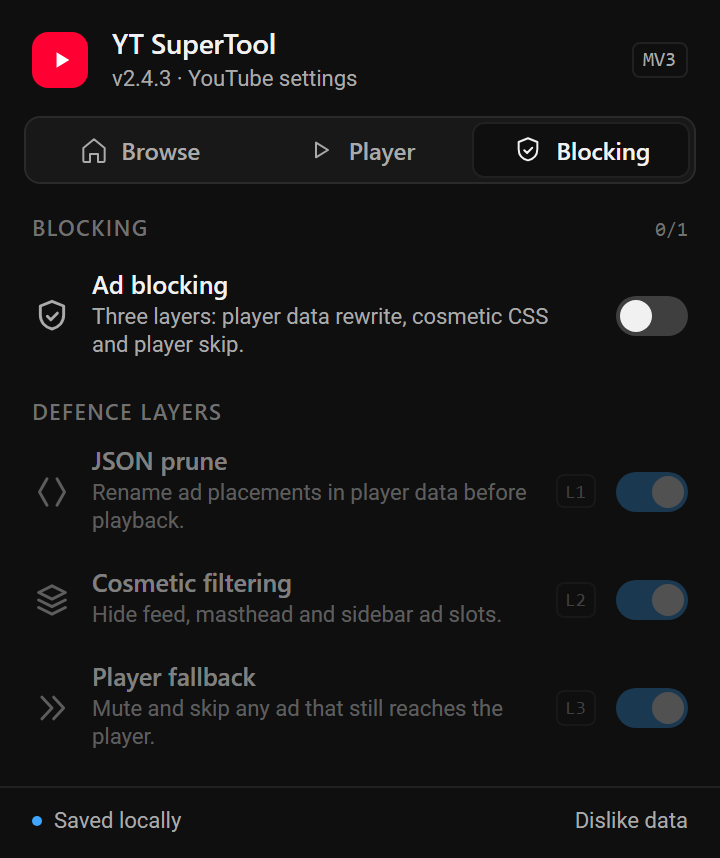 YT SuperTool
v2.4.3 · YouTube settings
MV3
Browse
Player
Blocking
BLOCKING
0/1
Ad blocking
Three layers: player data rewrite, cosmetic CSS
and player skip.
DEFENCE LAYERS
JSON prune
Rename ad placements in player data before
playback.
L1
Cosmetic filtering
Hide feed, masthead and sidebar ad slots.
L2
Player fallback
Mute and skip any ad that still reaches the
player.
L3
Saved locally
Dislike data